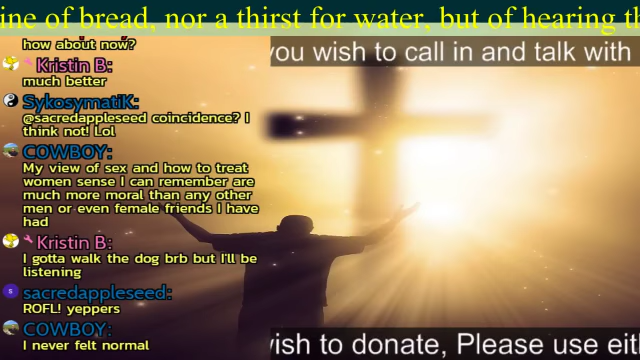 ine of bread, nor a thirst for water, but of hearing th
you wish to call in and talk with
how about now?
Kristin B:
much better
SykosymatiK:
@sacredappleseed coincidence? I
think not! Lol
COWBOY:
My view of sex and how to treat
women sense I can remember are
much more moral than any other
men or even female friends I have
had
Kristin B:
I gotta walk the dog brb but I'll be
listening
s
sacredappleseed:
ROFL! yeppers
COWBOY:
I never felt normal
ish to donate, Please use eit